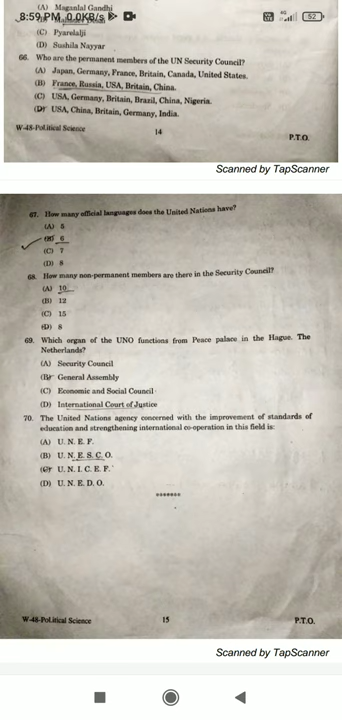 (A) Maganlal Gandhi
8:59 PM 0.0KB/s 4G 52
(C) Pyarelalji
(D) Sushila Nayyar
66. Who are the permanent members of the UN Security Council?
(A) Japan, Germany, France, Britain, Canada, United States.
(B) France, Russia, USA, Britain, China.
(C) USA, Germany, Britain, Brazil, China, Nigeria.
(D) USA, China, Britain, Germany, India.
W-48-Political Science 14 P.T.O.
Scanned by TapScanner
67. How many official languages does the United Nations have?
(A) 5
(B) 6
(C) 7
(D) 8
68. How many non-permanent members are there in the Security Council?
(A) 10
(B) 12
(C) 15
(D) 8
69. Which organ of the UNO functions from Peace palace in the Hague. The
Netherlands?
(A) Security Council
(B) General Assembly
(C) Economic and Social Council
(D) International Court of Justice
70. The United Nations agency concerned with the improvement of standards of
education and strengthening international co-operation in this field is:
(A) U. N. E. F.
(B) U. N. E. S. C. O.
(C) U. N. I. C. E. F.
(D) U. N. E. D. O.
*******
W-48-Political Science 15 P.T.O.
Scanned by TapScanner